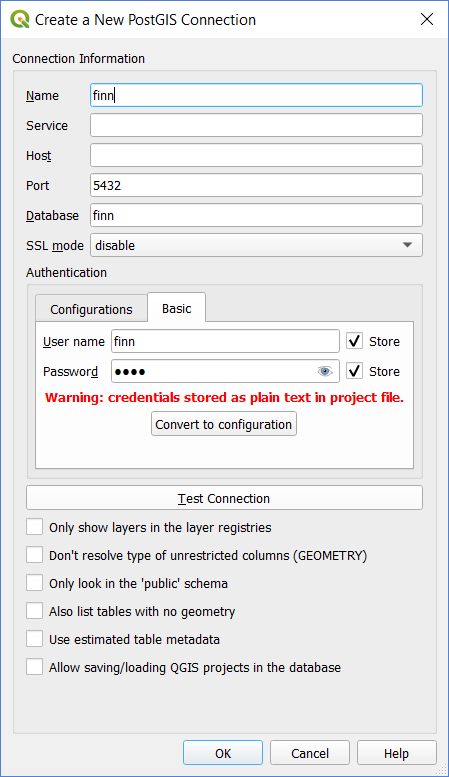 Create a New PostGIS Connection
Connection Information
Name finn
Service
Host
Port 5432
Database finn
SSL mode disable
Authentication
Configurations Basic
User name finn Store
Password ●●●● Store
Warning: credentials stored as plain text in project file.
Convert to configuration
Test Connection
Only show layers in the layer registries
Don't resolve type of unrestricted columns (GEOMETRY)
Only look in the 'public' schema
Also list tables with no geometry
Use estimated table metadata
Allow saving/loading QGIS projects in the database
OK Cancel Help